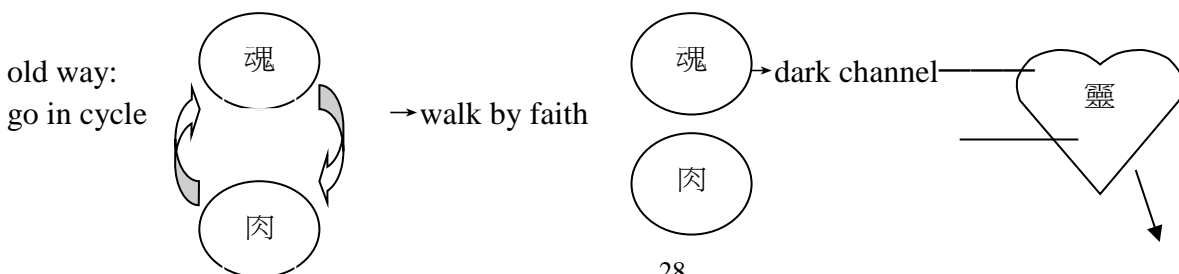 魂
old way:
go in cycle
→walk by faith
肉
魂
→dark channel
肉
靈
28